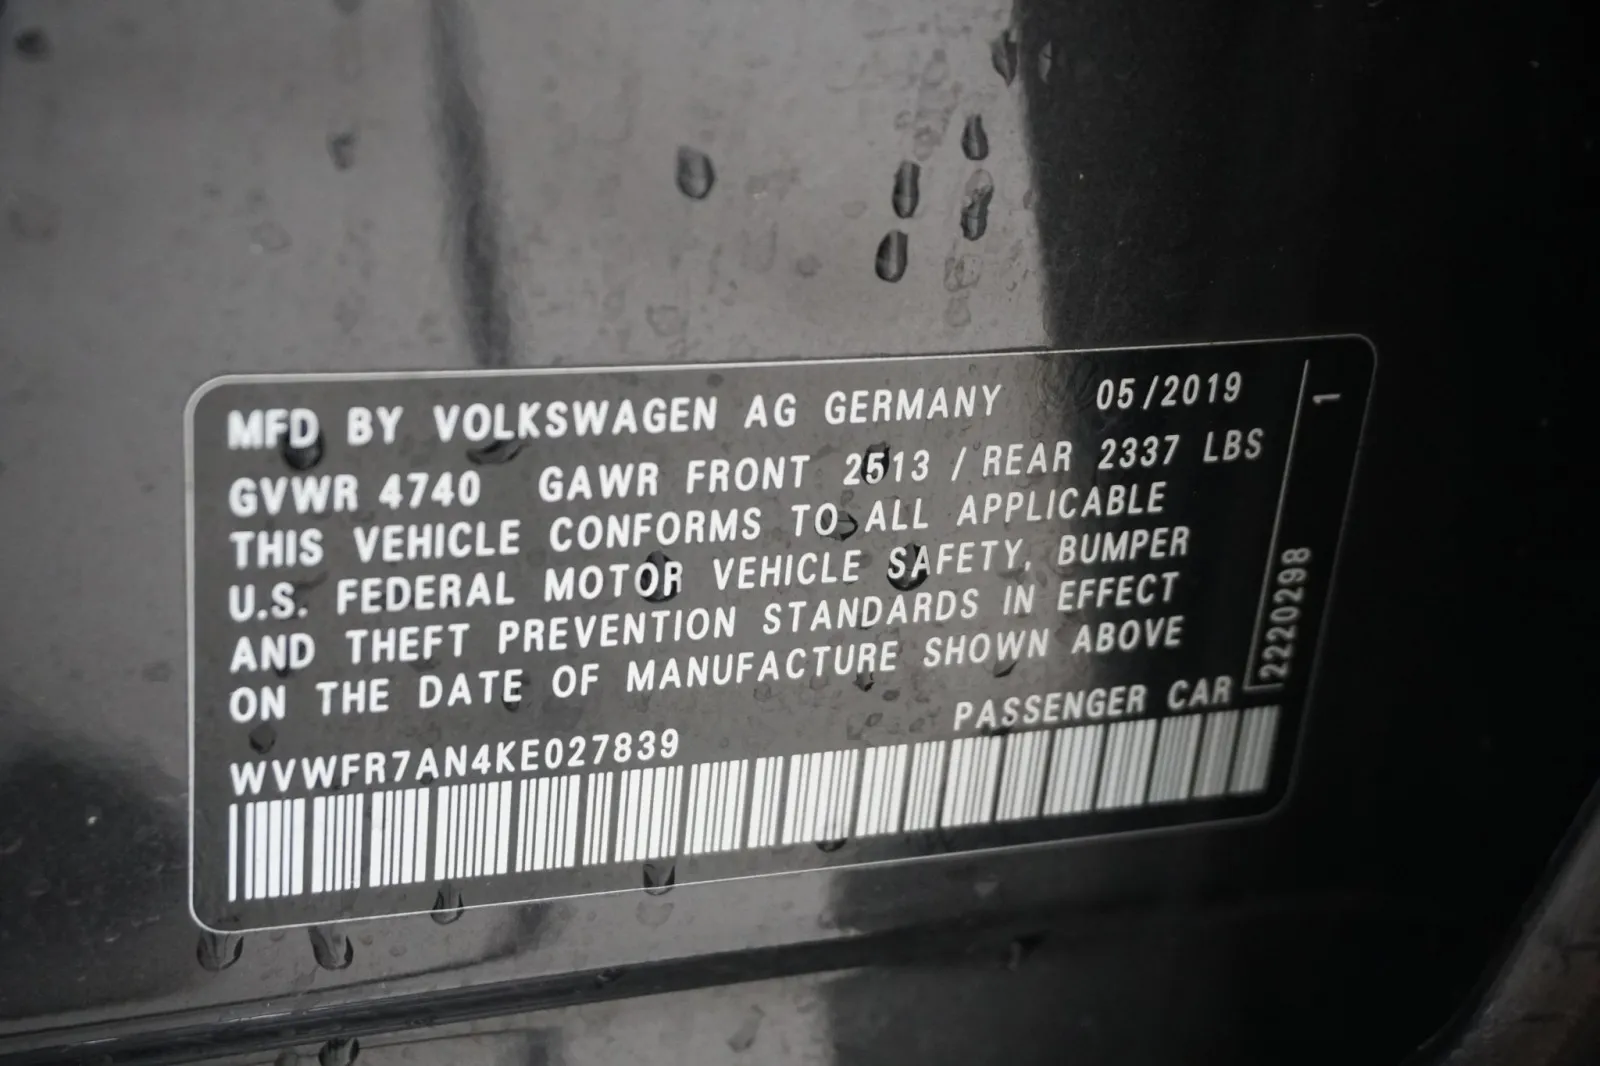 MFD BY VOLKSWAGEN AG GERMANY 05/2019
GVWR 4740 GAWR FRONT 2513 / REAR 2337 LBS
THIS VEHICLE CONFORMS TO ALL APPLICABLE
U.S. FEDERAL MOTOR VEHICLE SAFETY, BUMPER
AND THEFT PREVENTION STANDARDS IN EFFECT
ON THE DATE OF MANUFACTURE SHOWN ABOVE
PASSENGER CAR
WVWFR7AN4KE027839
2220298
1